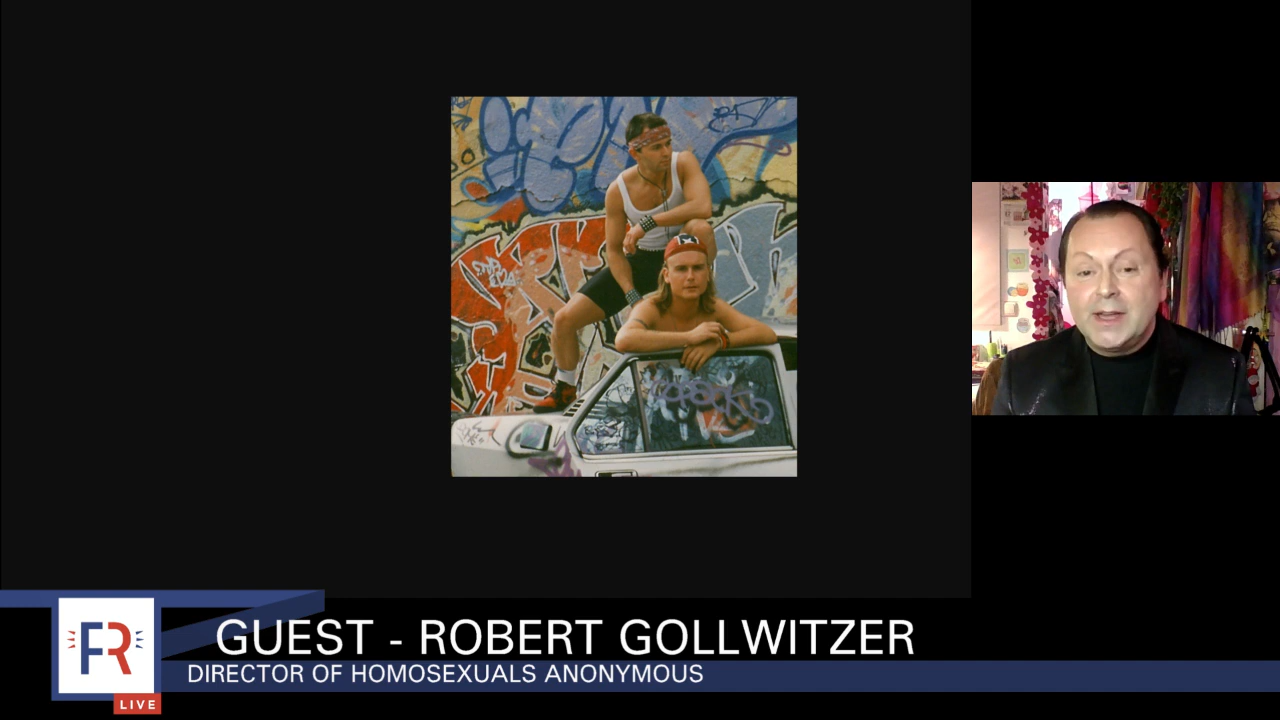 GUEST - ROBERT GOLLWITZER
DIRECTOR OF HOMOSEXUALS ANONYMOUS
FR
LIVE